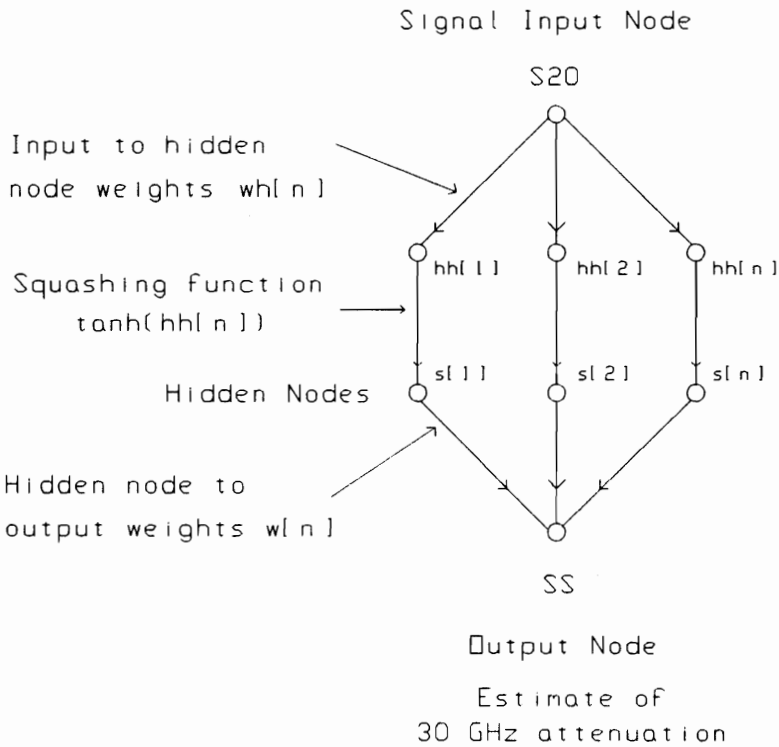 Signal Input Node
S20
Input to hidden
node weights wh[n]
hh[1]
hh[2]
hh[n]
Squashing function
tanh(hh[n])
s[1]
s[2]
s[n]
Hidden Nodes
Hidden node to
output weights w[n]
SS
Output Node
Estimate of
30 GHz attenuation